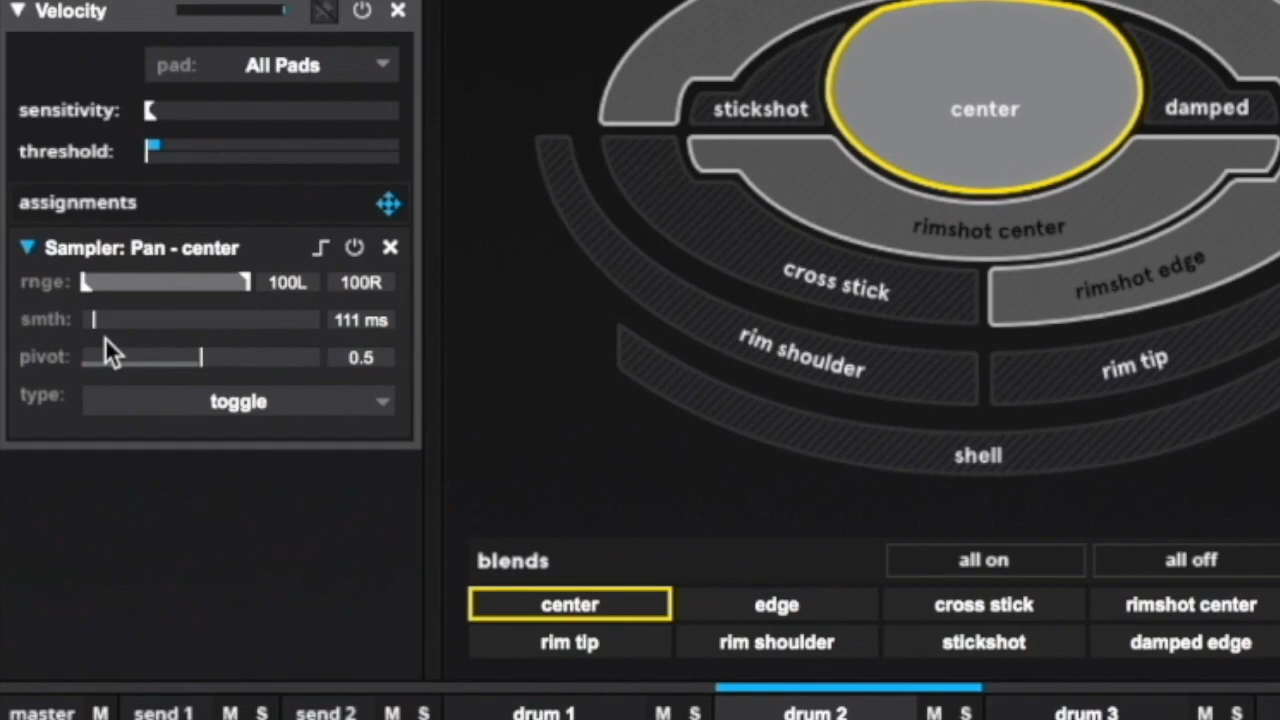 Velocity
pad: All Pads
sensitivity:
threshold:
assignments
Sampler: Pan - center
rnge: 100L 100R
smth: 111 ms
pivot: 0.5
type: toggle
stickshot center damped
rimshot center
cross stick rimshot edge
rim shoulder rim tip
shell
blends all on all off
center edge cross stick rimshot center
rim tip rim shoulder stickshot damped edge
master M send 1 M S send 2 M S drum 1 M S drum 2 M S drum 3 M S